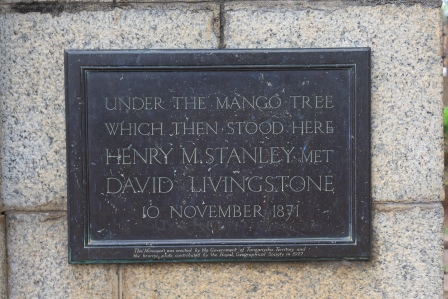 UNDER THE MANGO TREE
WHICH THEN STOOD HERE
HENRY M. STANLEY MET
DAVID LIVINGSTONE
10 NOVEMBER 1871
This Monument was erected by the Government of Tanganyika Territory and
the bronze plate contributed by the Royal Geographical Society in 1927